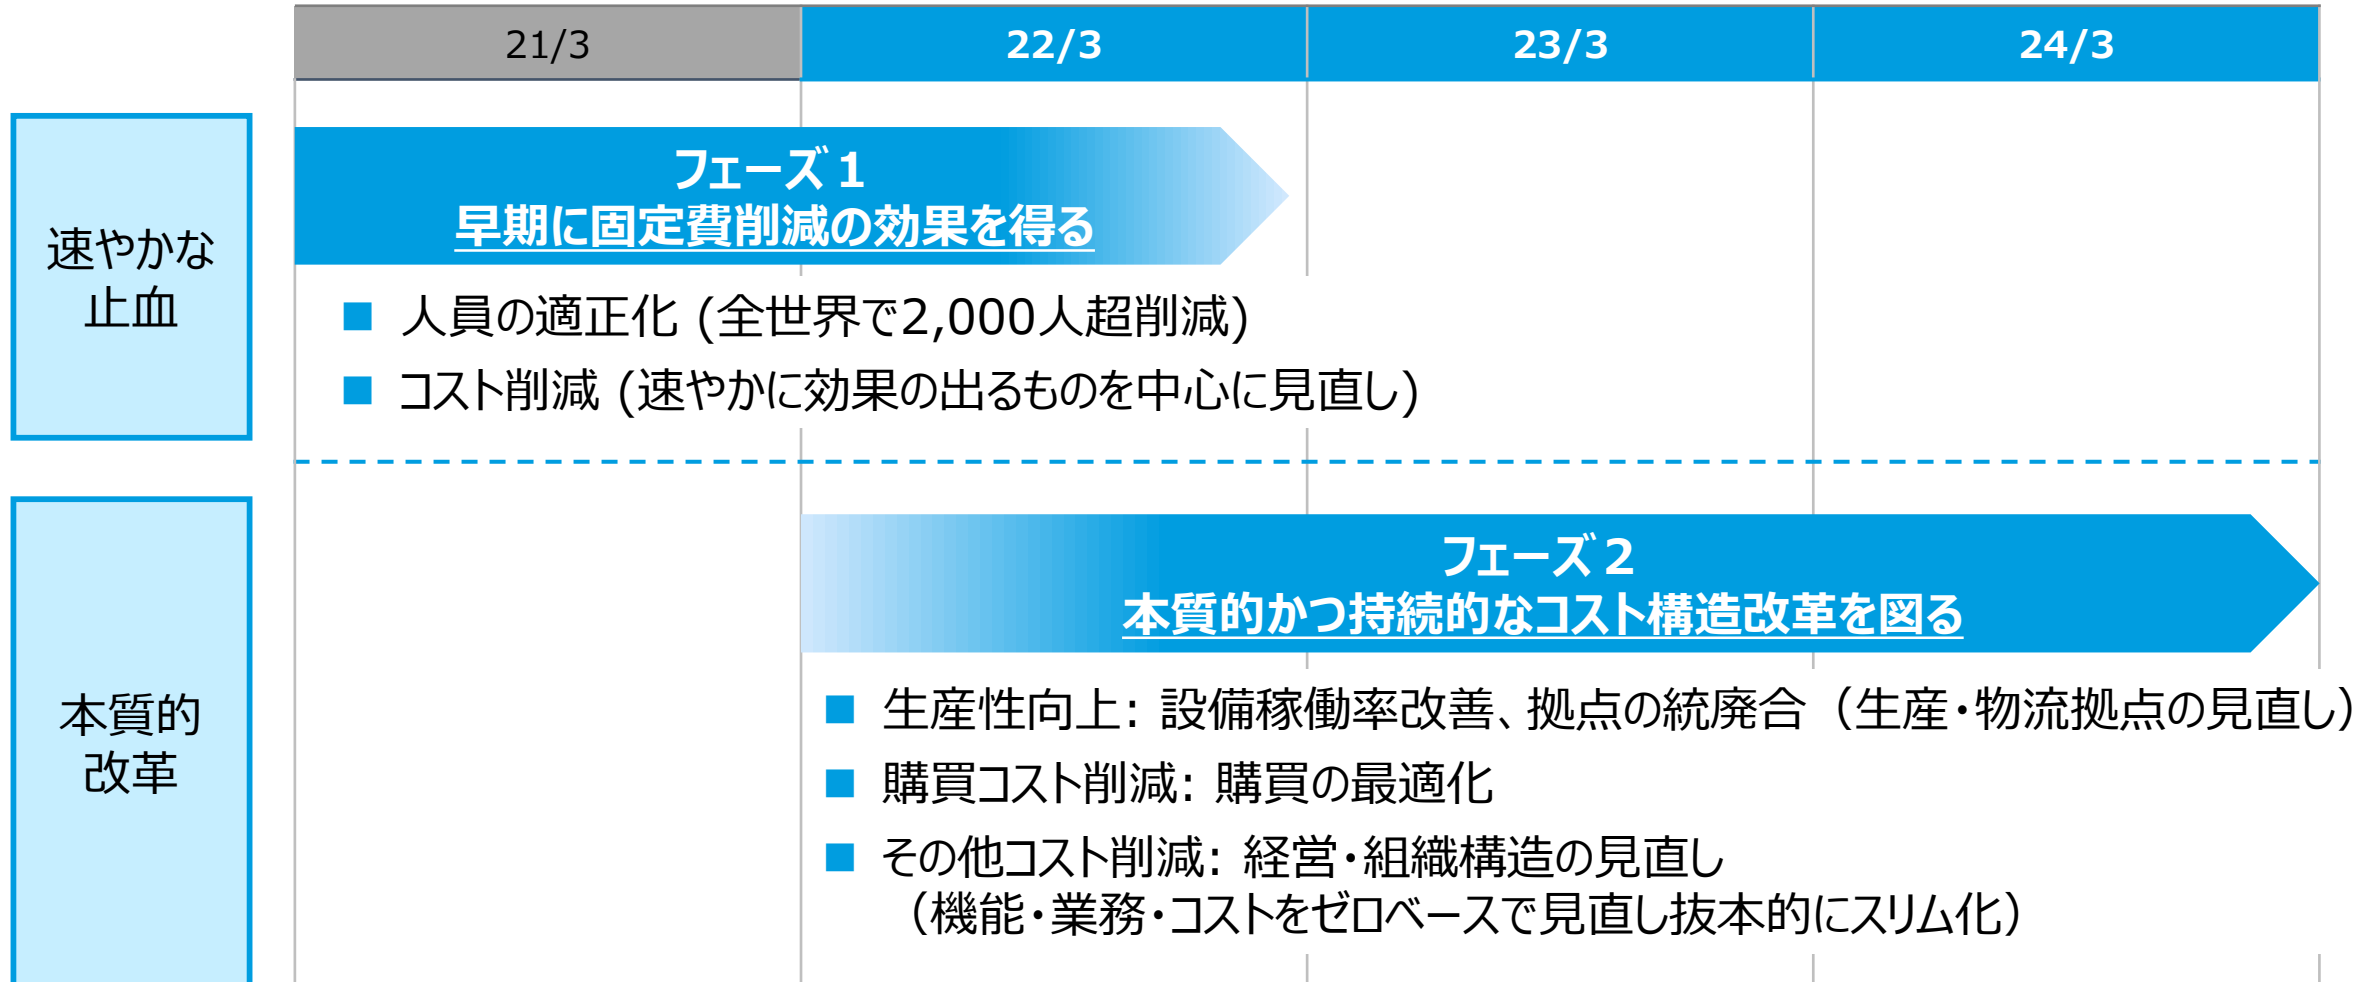 21/3 22/3 23/3 24/3
速やかな
止血
フェーズ1
早期に固定費削減の効果を得る
■ 人員の適正化 (全世界で2,000人超削減)
■ コスト削減 (速やかに効果の出るものを中心に見直し)
本質的
改革
フェーズ2
本質的かつ持続的なコスト構造改革を図る
■ 生産性向上: 設備稼働率改善、拠点の統廃合（生産・物流拠点の見直し）
■ 購買コスト削減: 購買の最適化
■ その他コスト削減: 経営・組織構造の見直し
（機能・業務・コストをゼロベースで見直し抜本的にスリム化）